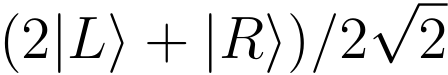 (2|L⟩ + |R⟩)/2√2